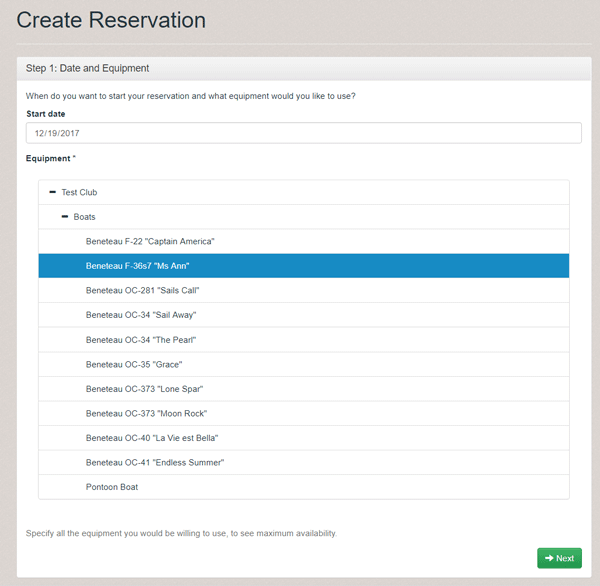 Create Reservation
Step 1: Date and Equipment
When do you want to start your reservation and what equipment would you like to use?
Start date
12/19/2017
Equipment *
Test Club
Boats
Beneteau F-22 "Captain America"
Beneteau F-36s7 "Ms Ann"
Beneteau OC-281 "Sails Call"
Beneteau OC-34 "Sail Away"
Beneteau OC-34 "The Pearl"
Beneteau OC-35 "Grace"
Beneteau OC-373 "Lone Spar"
Beneteau OC-373 "Moon Rock"
Beneteau OC-40 "La Vie est Bella"
Beneteau OC-41 "Endless Summer"
Pontoon Boat
Specify all the equipment you would be willing to use, to see maximum availability.
Next